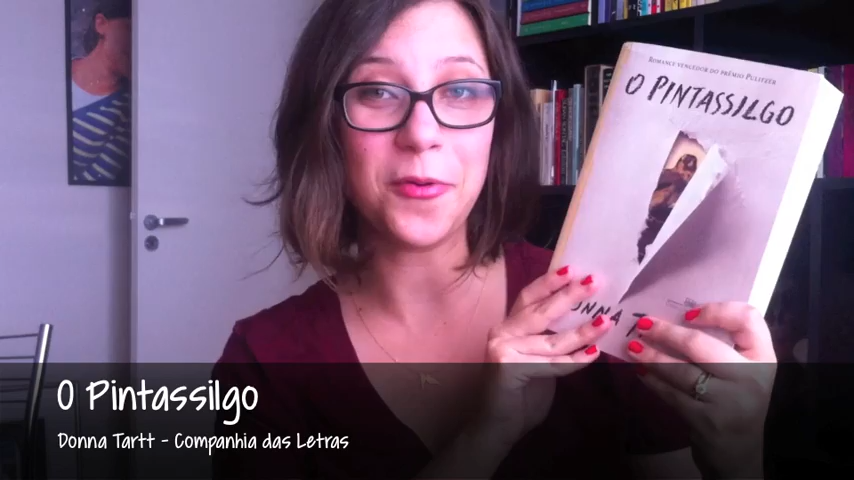 ROMANCE VENCEDOR DO PRÊMIO PULITZER
O PINTASSILGO
O Pintassilgo
Donna Tartt - Companhia das Letras